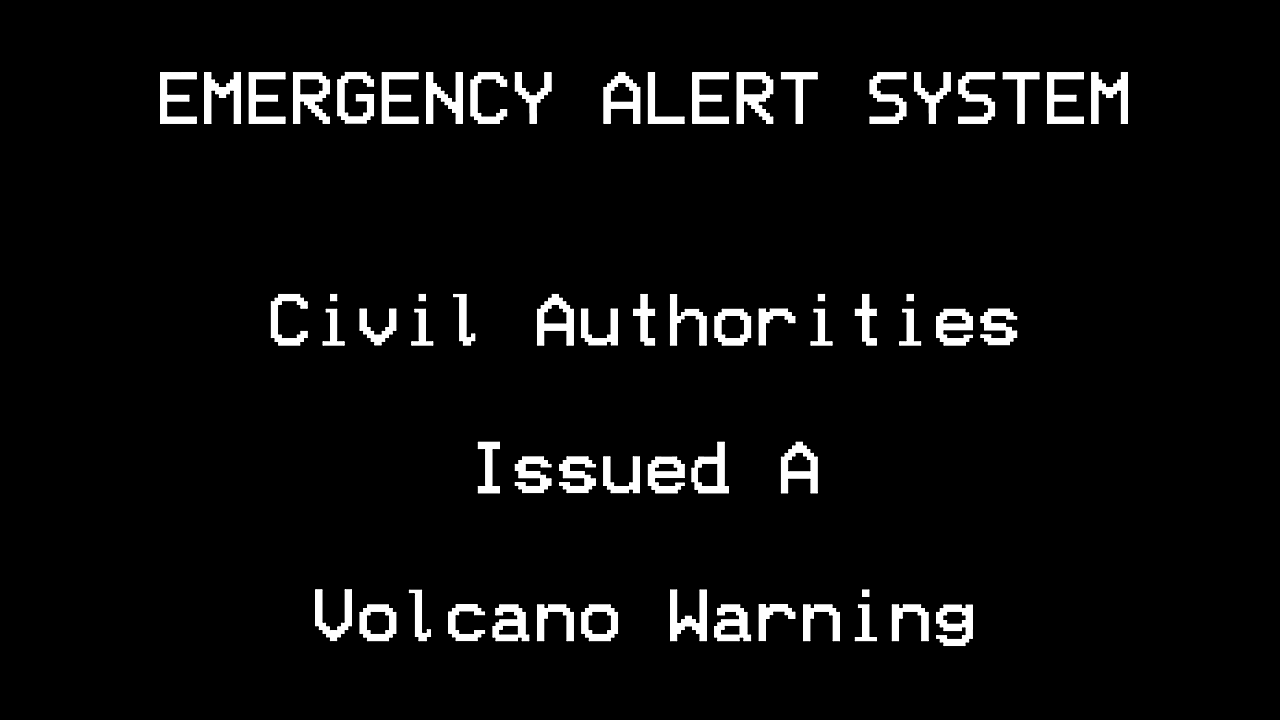 EMERGENCY ALERT SYSTEM
Civil Authorities
Issued A
Volcano Warning